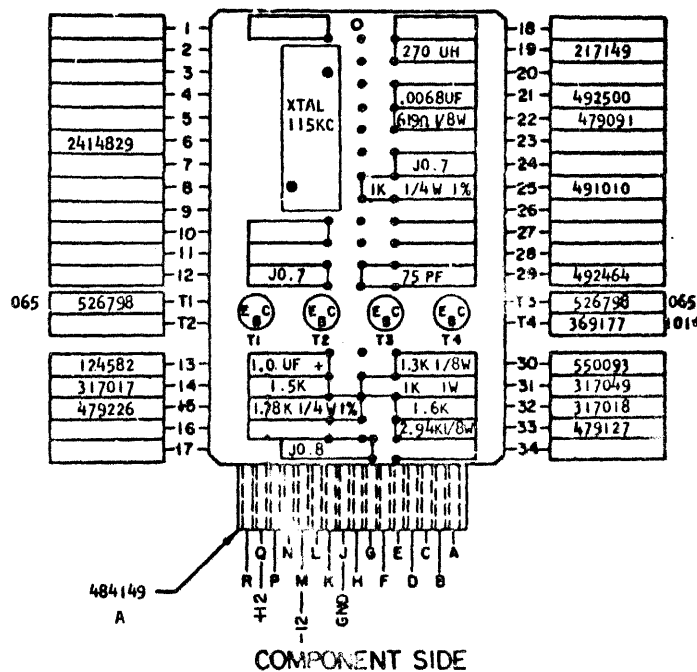 1 18
2 270 UH 19 217149
3 20
XTAL .0068UF 21 492500
115KC 619Ω 1/8W 22 479091
4
5
2414829 6 23
7 J0.7 24
8 1K 1/4W 1% 25 491010
9 26
10 27
11 28
12 J0.7 75 PF 29 492464
065 526798 T1 E B C E B C E B C E B C T3 526798 065
T2 T1 T2 T3 T4 T4 369177 101
124582 13 1.0 UF + 1.3K 1/8W 30 550093
317017 14 1.5K 1K 1W 31 317049
479226 15 1.78K 1/4W 1% 1.6K 32 317018
16 2.94K 1/8W 33 479127
17 J0.8 34
Q N L J G E C A
R P M K H F D B
484149
A
+12 -12 GND
COMPONENT SIDE